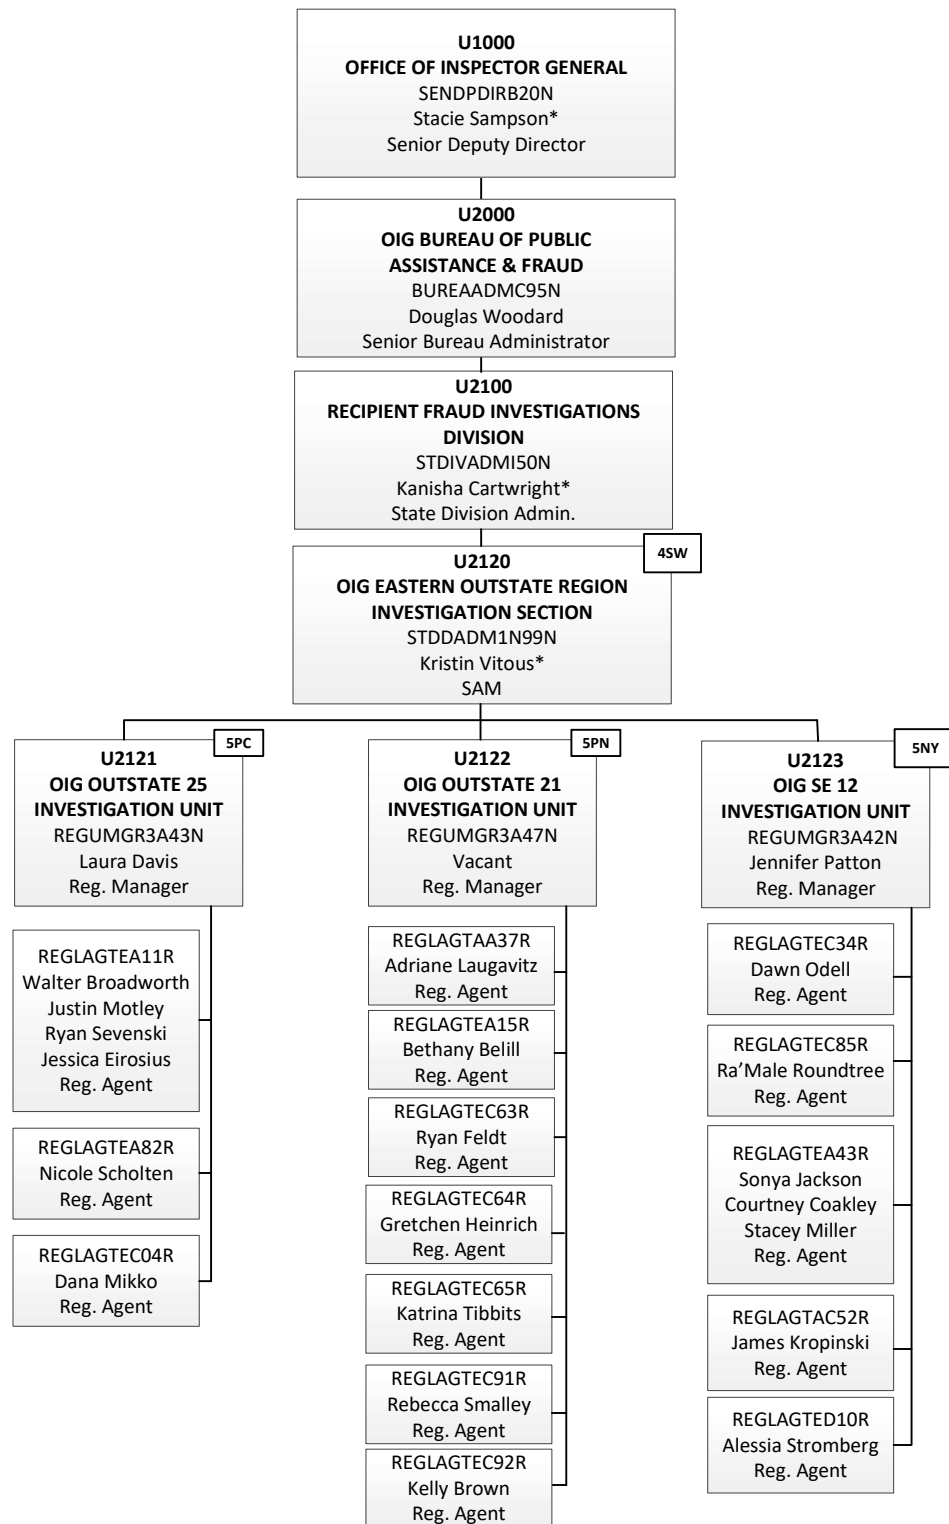 U1000
OFFICE OF INSPECTOR GENERAL
SENDPDIRB20N
Stacie Sampson*
Senior Deputy Director
U2000
OIG BUREAU OF PUBLIC
ASSISTANCE & FRAUD
BUREAADMC95N
Douglas Woodard
Senior Bureau Administrator
U2100
RECIPIENT FRAUD INVESTIGATIONS
DIVISION
STDIVADMI50N
Kanisha Cartwright*
State Division Admin.
4SW
U2120
OIG EASTERN OUTSTATE REGION
INVESTIGATION SECTION
STDDADM1N99N
Kristin Vitous*
SAM
5PC
U2121
OIG OUTSTATE 25
INVESTIGATION UNIT
REGUMGR3A43N
Laura Davis
Reg. Manager
REGLAGTEA11R
Walter Broadworth
Justin Motley
Ryan Sevenski
Jessica Eirosius
Reg. Agent
REGLAGTEA82R
Nicole Scholten
Reg. Agent
REGLAGTEC04R
Dana Mikko
Reg. Agent
5PN
U2122
OIG OUTSTATE 21
INVESTIGATION UNIT
REGUMGR3A47N
Vacant
Reg. Manager
REGLAGTAA37R
Adriane Laugavitz
Reg. Agent
REGLAGTEA15R
Bethany Belill
Reg. Agent
REGLAGTEC63R
Ryan Feldt
Reg. Agent
REGLAGTEC64R
Gretchen Heinrich
Reg. Agent
REGLAGTEC65R
Katrina Tibbits
Reg. Agent
REGLAGTEC91R
Rebecca Smalley
Reg. Agent
REGLAGTEC92R
Kelly Brown
Reg. Agent
5NY
U2123
OIG SE 12
INVESTIGATION UNIT
REGUMGR3A42N
Jennifer Patton
Reg. Manager
REGLAGTEC34R
Dawn Odell
Reg. Agent
REGLAGTEC85R
Ra’Male Roundtree
Reg. Agent
REGLAGTEA43R
Sonya Jackson
Courtney Coakley
Stacey Miller
Reg. Agent
REGLAGTAC52R
James Kropinski
Reg. Agent
REGLAGTED10R
Alessia Stromberg
Reg. Agent